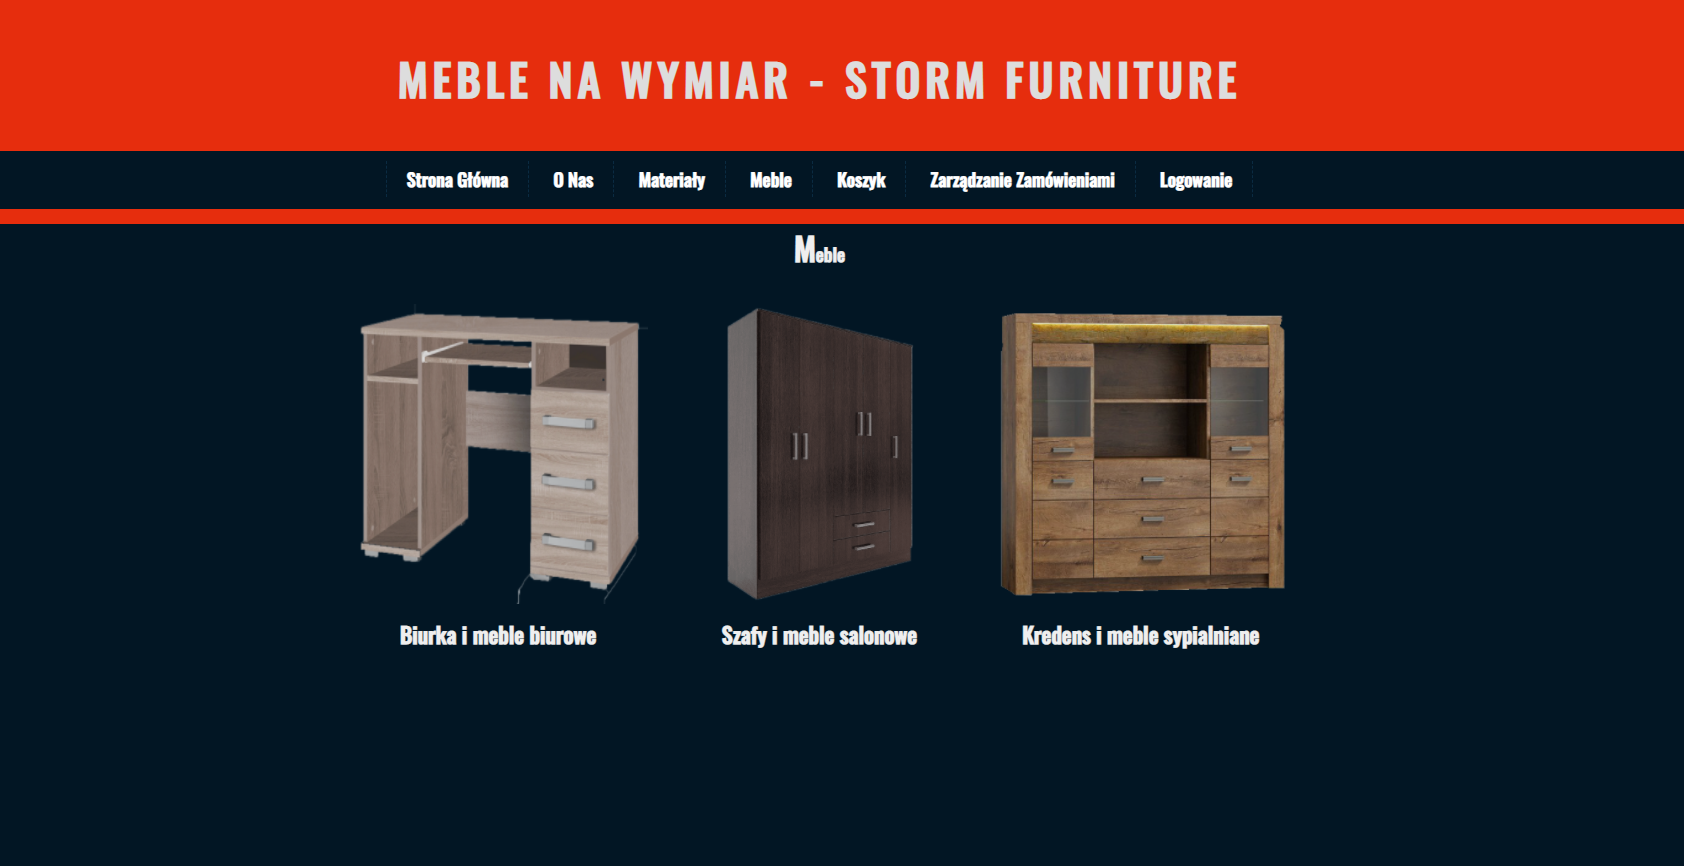 MEBLE NA WYMIAR - STORM FURNITURE
Strona Główna O Nas Materiały Meble Koszyk Zarządzanie Zamówieniami Logowanie
Meble
Biurka i meble biurowe Szafy i meble salonowe Kredens i meble sypialniane